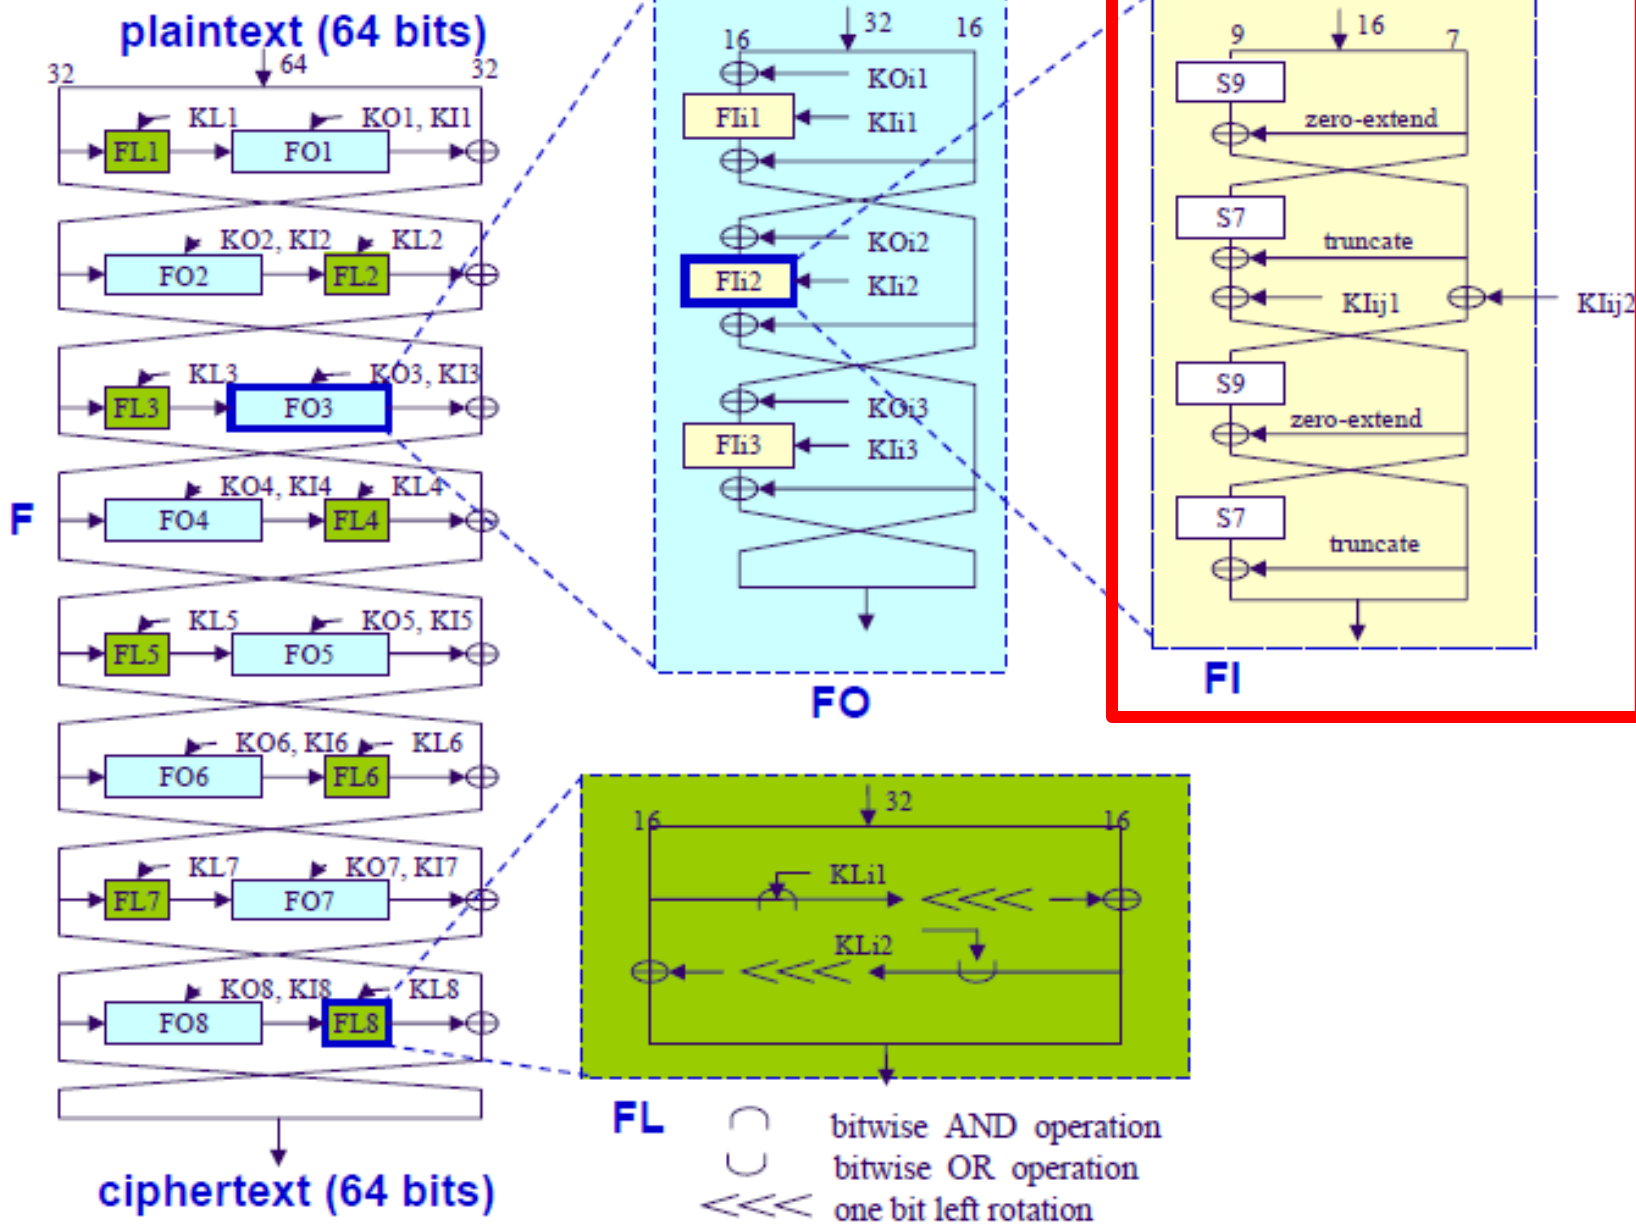 plaintext (64 bits)
32
64
32
KL1
KO1, KI1
FL1
FO1
KO2, KI2
KL2
FO2
FL2
KL3
KO3, KI3
FL3
FO3
KO4, KI4
KL4
F
FO4
FL4
KL5
KO5, KI5
FL5
FO5
KO6, KI6
KL6
FO6
FL6
KL7
KO7, KI7
FL7
FO7
KO8, KI8
KL8
FO8
FL8
ciphertext (64 bits)
16
32
16
KOi1
FIi1
KIi1
KOi2
FIi2
KIi2
KOi3
FIi3
KIi3
FO
9
16
7
S9
zero-extend
S7
truncate
KIij1
KIij2
S9
zero-extend
S7
truncate
FI
32
16
16
KLi1
KLi2
FL
bitwise AND operation
bitwise OR operation
one bit left rotation